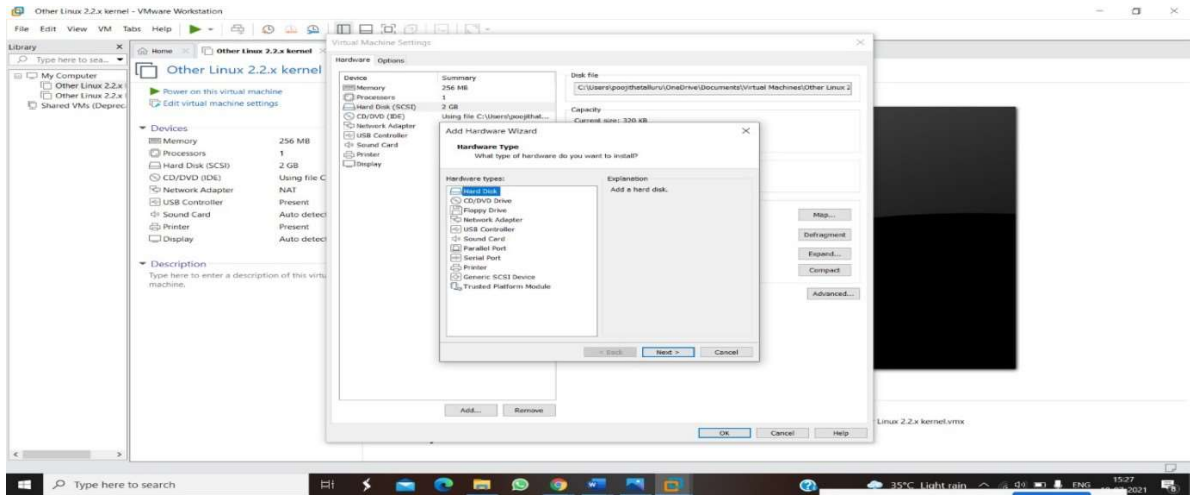 Other Linux 2.2.x kernel - VMware Workstation
File Edit View VM Tabs Help
Library
Type here to sea...
My Computer
Other Linux 2.2.x
Other Linux 2.2.x
Shared VMs (Deprec
Home
Other Linux 2.2.x kernel
Other Linux 2.2.x kernel
Power on this virtual machine
Edit virtual machine settings
Devices
Memory 256 MB
Processors 1
Hard Disk (SCSI) 2 GB
CD/DVD (IDE) Using file C
Network Adapter NAT
USB Controller Present
Sound Card Auto detect
Printer Present
Display Auto detect
Description
Type here to enter a description of this virtu
machine.
Virtual Machine Settings
Hardware Options
Device Summary
Memory 256 MB
Processors 1
Hard Disk (SCSI) 2 GB
CD/DVD (IDE) Using file C:\Users\poojithat...
Network Adapter
USB Controller
Sound Card
Printer
Display
Add... Remove
Disk file
C:\Users\poojithatalluru\OneDrive\Documents\Virtual Machines\Other Linux 2
Capacity
Current size: 320 KB
Map...
Defragment
Expand...
Compact
Advanced...
OK Cancel Help
Add Hardware Wizard
Hardware Type
What type of hardware do you want to install?
Hardware types:
Hard Disk
CD/DVD Drive
Floppy Drive
Network Adapter
USB Controller
Sound Card
Parallel Port
Serial Port
Printer
Generic SCSI Device
Trusted Platform Module
Explanation
Add a hard disk.
< Back Next > Cancel
Linux 2.2.x kernel.vmx
Type here to search
35°C Light rain
ENG
15:27